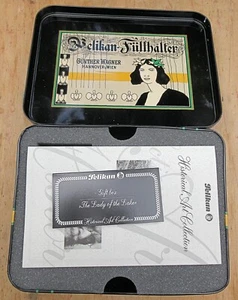 Pelikan-Füllhalter
GÜNTHER WAGNER
HANNOVER u. WIEN
Pelikan
Gift box
The Lady of the Lakes
Historical Art Collection
Pelikan
Historical Art Collection